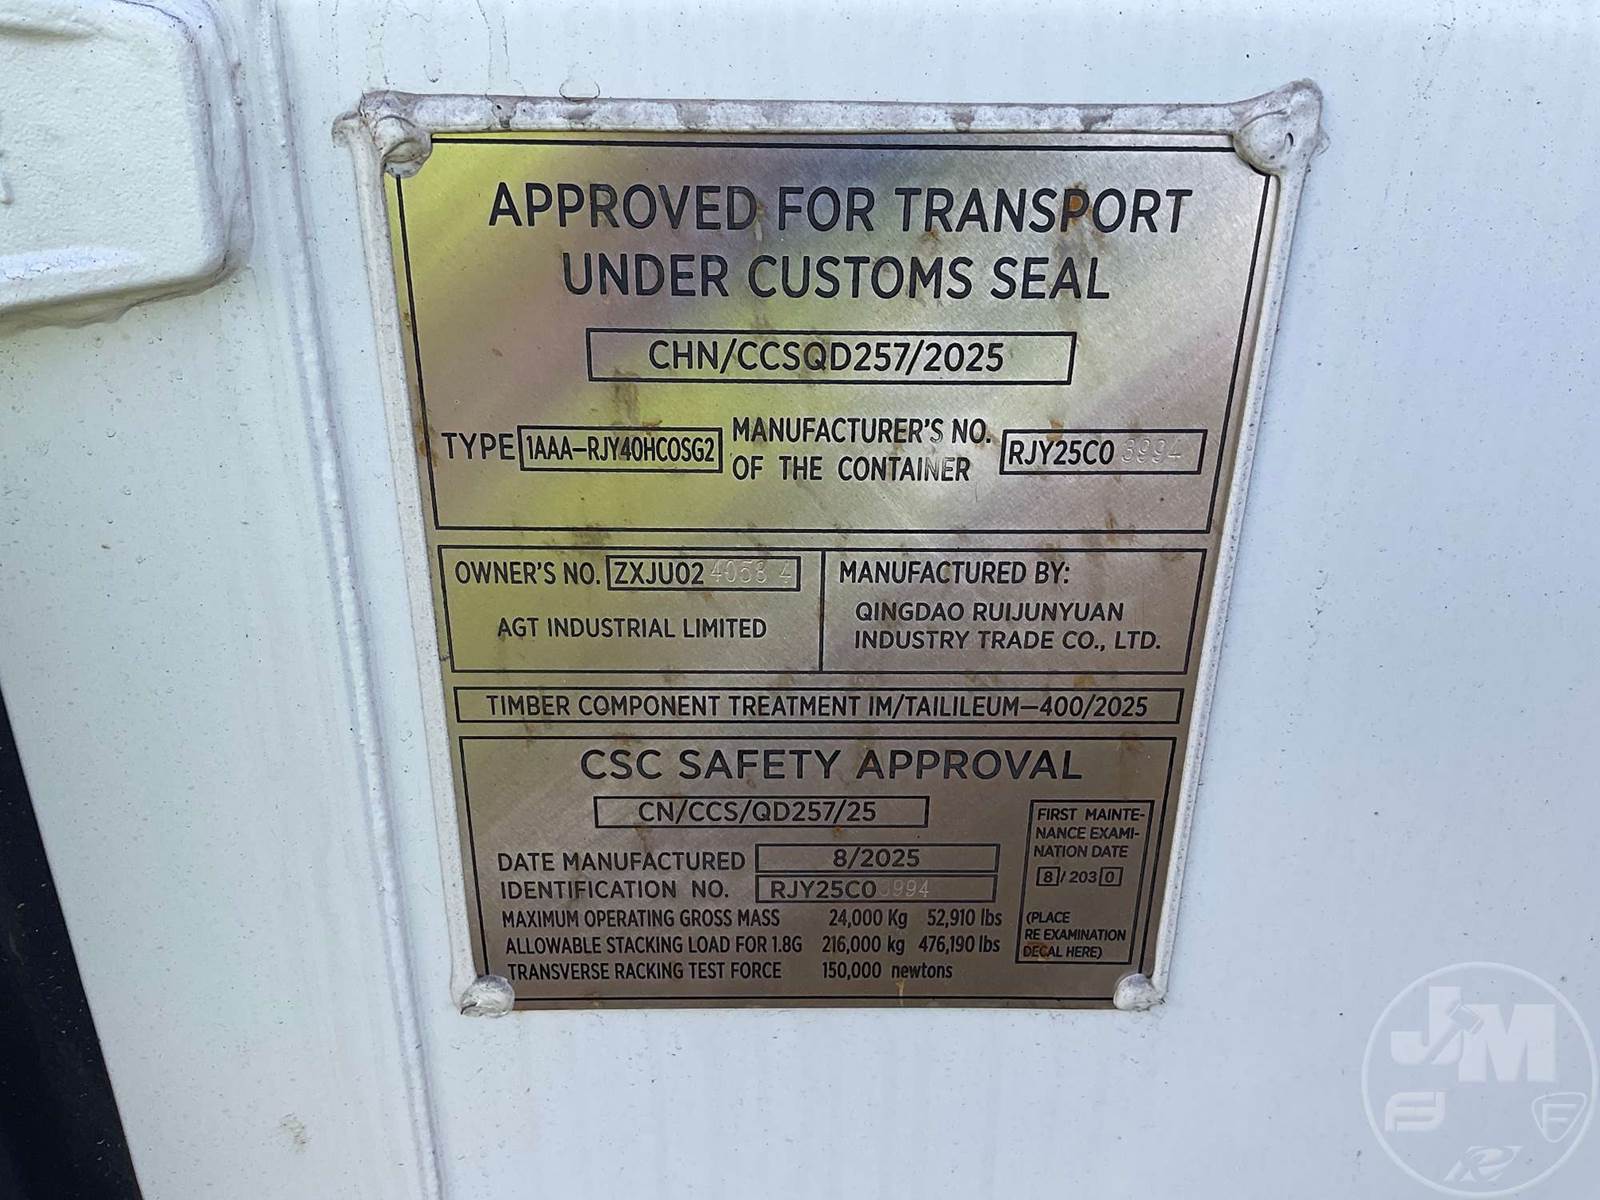 APPROVED FOR TRANSPORT
UNDER CUSTOMS SEAL
CHN/CCSQD257/2025
TYPE 1AAA-RJY40HC0SG2 MANUFACTURER'S NO. OF THE CONTAINER RJY25C0 3994
OWNER'S NO. ZXJU02 4058 4
AGT INDUSTRIAL LIMITED
MANUFACTURED BY:
QINGDAO RUIJUNYUAN
INDUSTRY TRADE CO., LTD.
TIMBER COMPONENT TREATMENT IM/TAILILEUM-400/2025
CSC SAFETY APPROVAL
CN/CCS/QD257/25
DATE MANUFACTURED 8/2025
IDENTIFICATION NO. RJY25C0 3994
MAXIMUM OPERATING GROSS MASS 24,000 Kg 52,910 lbs
ALLOWABLE STACKING LOAD FOR 1.8G 216,000 kg 476,190 lbs
TRANSVERSE RACKING TEST FORCE 150,000 newtons
FIRST MAINTE-
NANCE EXAMI-
NATION DATE
8/2030
(PLACE
RE EXAMINATION
DECAL HERE)
JM